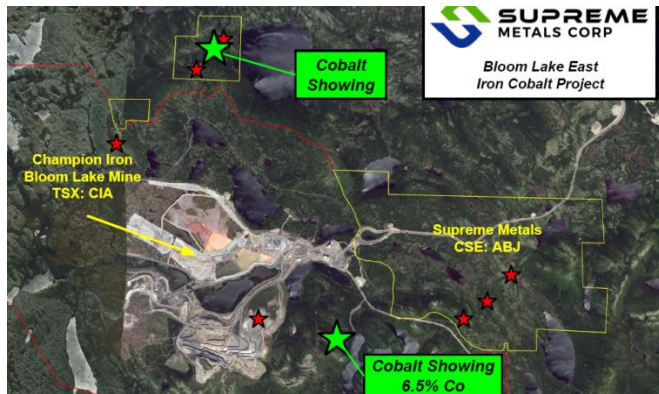 SUPREME
METALS CORP
Bloom Lake East
Iron Cobalt Project
Cobalt
Showing
Champion Iron
Bloom Lake Mine
TSX: CIA
Supreme Metals
CSE: ABJ
Cobalt Showing
6.5% Co